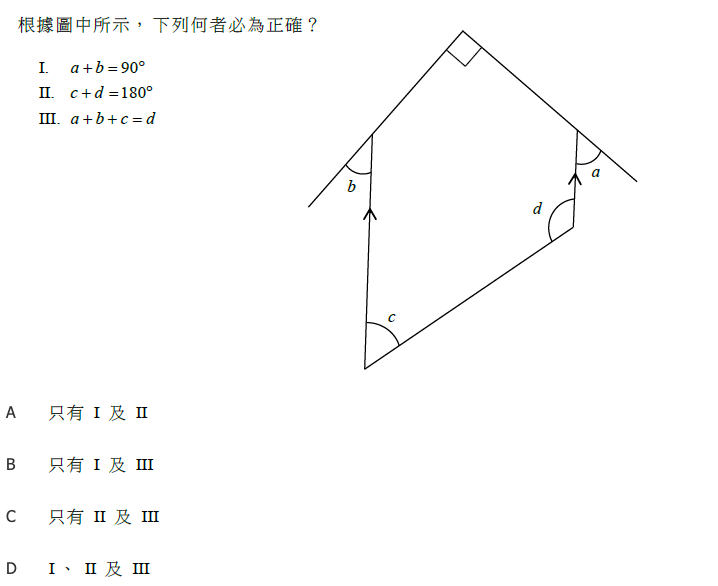 根據圖中所示，下列何者必為正確？
I. a + b = 90°
II. c + d = 180°
III. a + b + c = d
b
a
d
c
A 只有 I 及 II
B 只有 I 及 III
C 只有 II 及 III
D I、 II 及 III